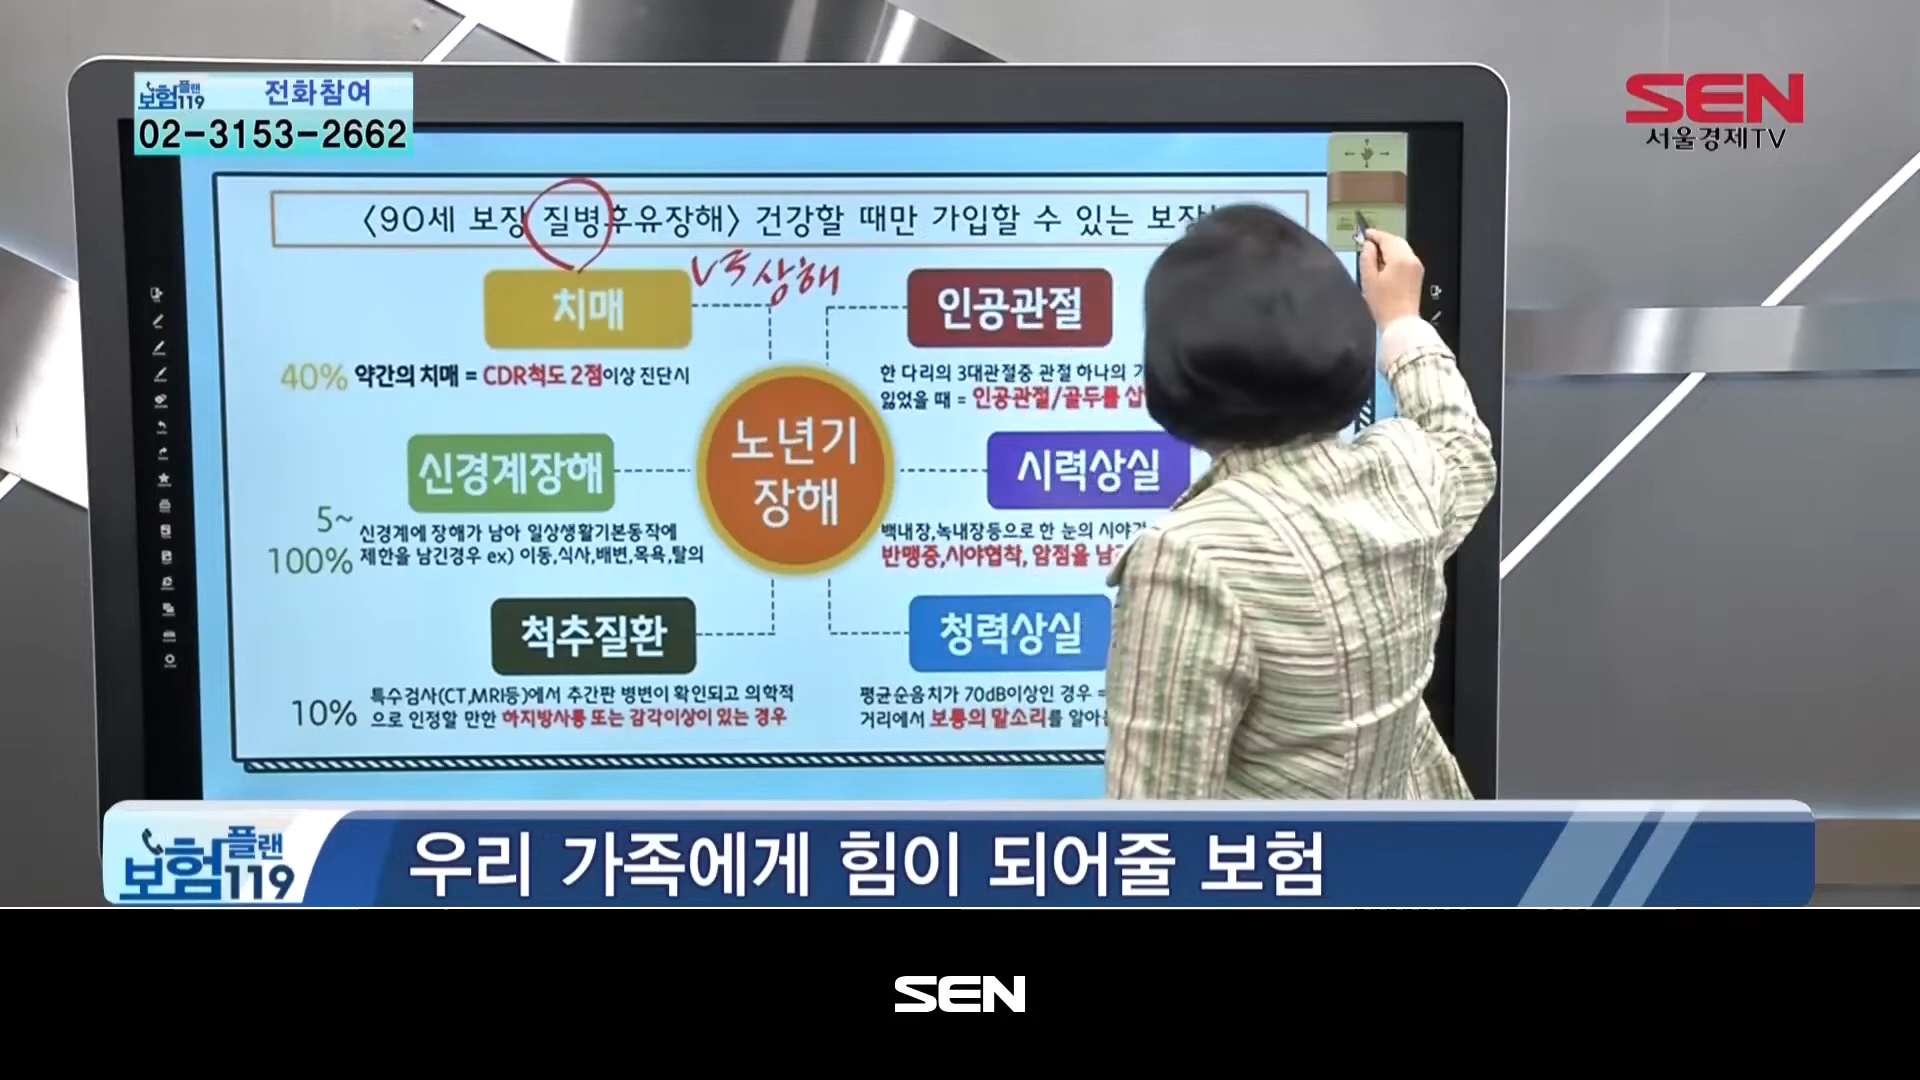 보험플랜119 전화참여
02-3153-2662
SEN
서울경제TV
<90세 보장 질병후유장해> 건강할 때만 가입할 수 있는
vs 상해
치매
40% 약간의 치매 = CDR척도 2점이상 진단시
인공관절
한 다리의 3대관절중 관절 하나의
잃었을 때 = 인공관절/골두를
노년기
장해
신경계장해
5~
100%
신경계에 장해가 남아 일상생활기본동작에
제한을 남긴경우 ex) 이동,식사,배변,목욕,탈의
시력상실
백내장,녹내장등으로 한 눈의
반맹증,시야협착, 암점을
척추질환
10%
특수검사(CT,MRI등)에서 추간판 병변이 확인되고 의학적
으로 인정할 만한 하지방사통 또는 감각이상이 있는 경우
청력상실
평균순음치가 70dB이상인 경우 =
거리에서 보통의 말소리를
보험플랜119
우리 가족에게 힘이 되어줄 보험
SEN